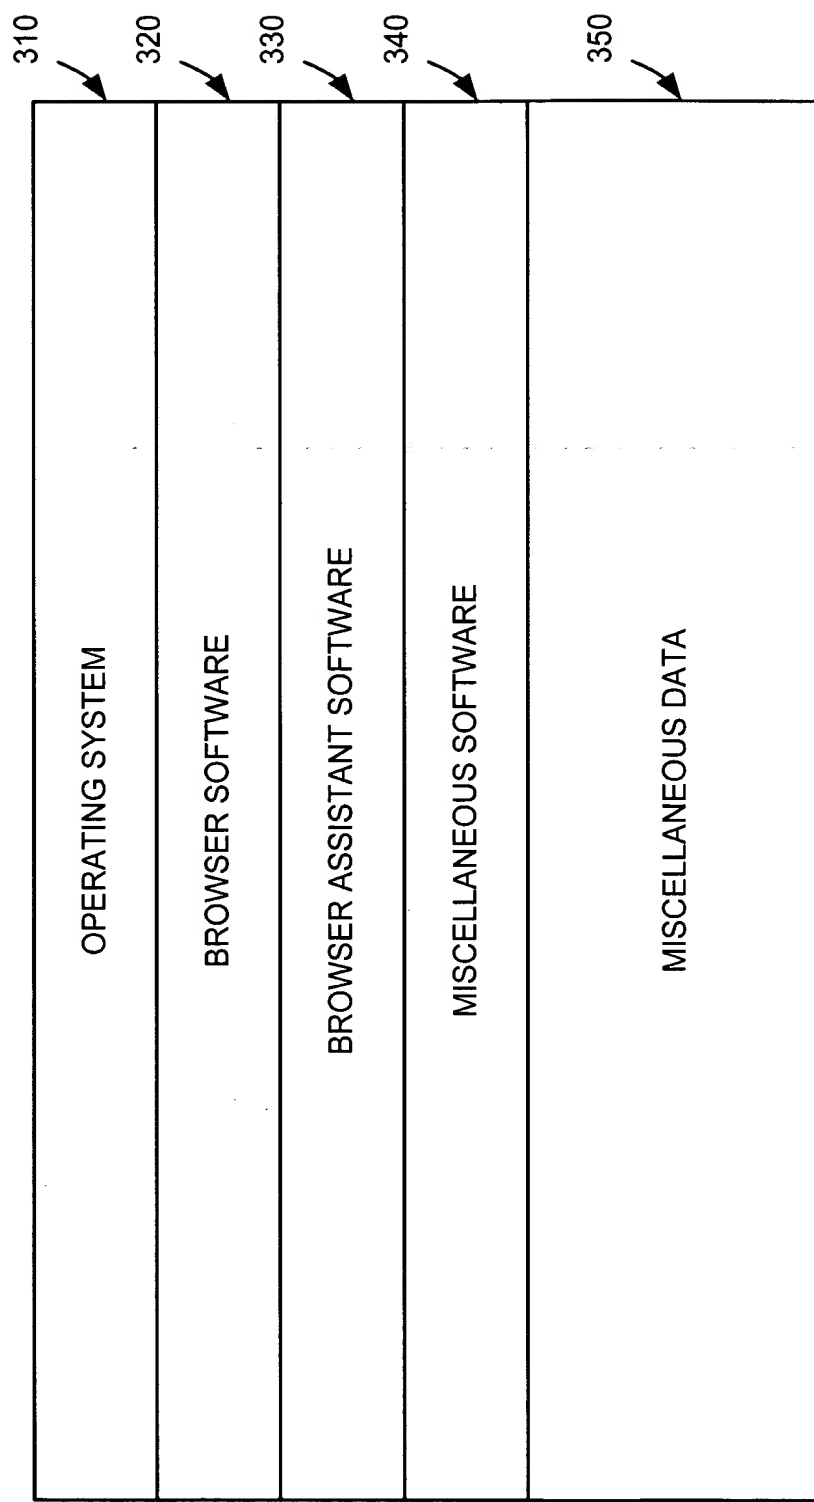 OPERATING SYSTEM 310
BROWSER SOFTWARE 320
BROWSER ASSISTANT SOFTWARE 330
MISCELLANEOUS SOFTWARE 340
MISCELLANEOUS DATA 350